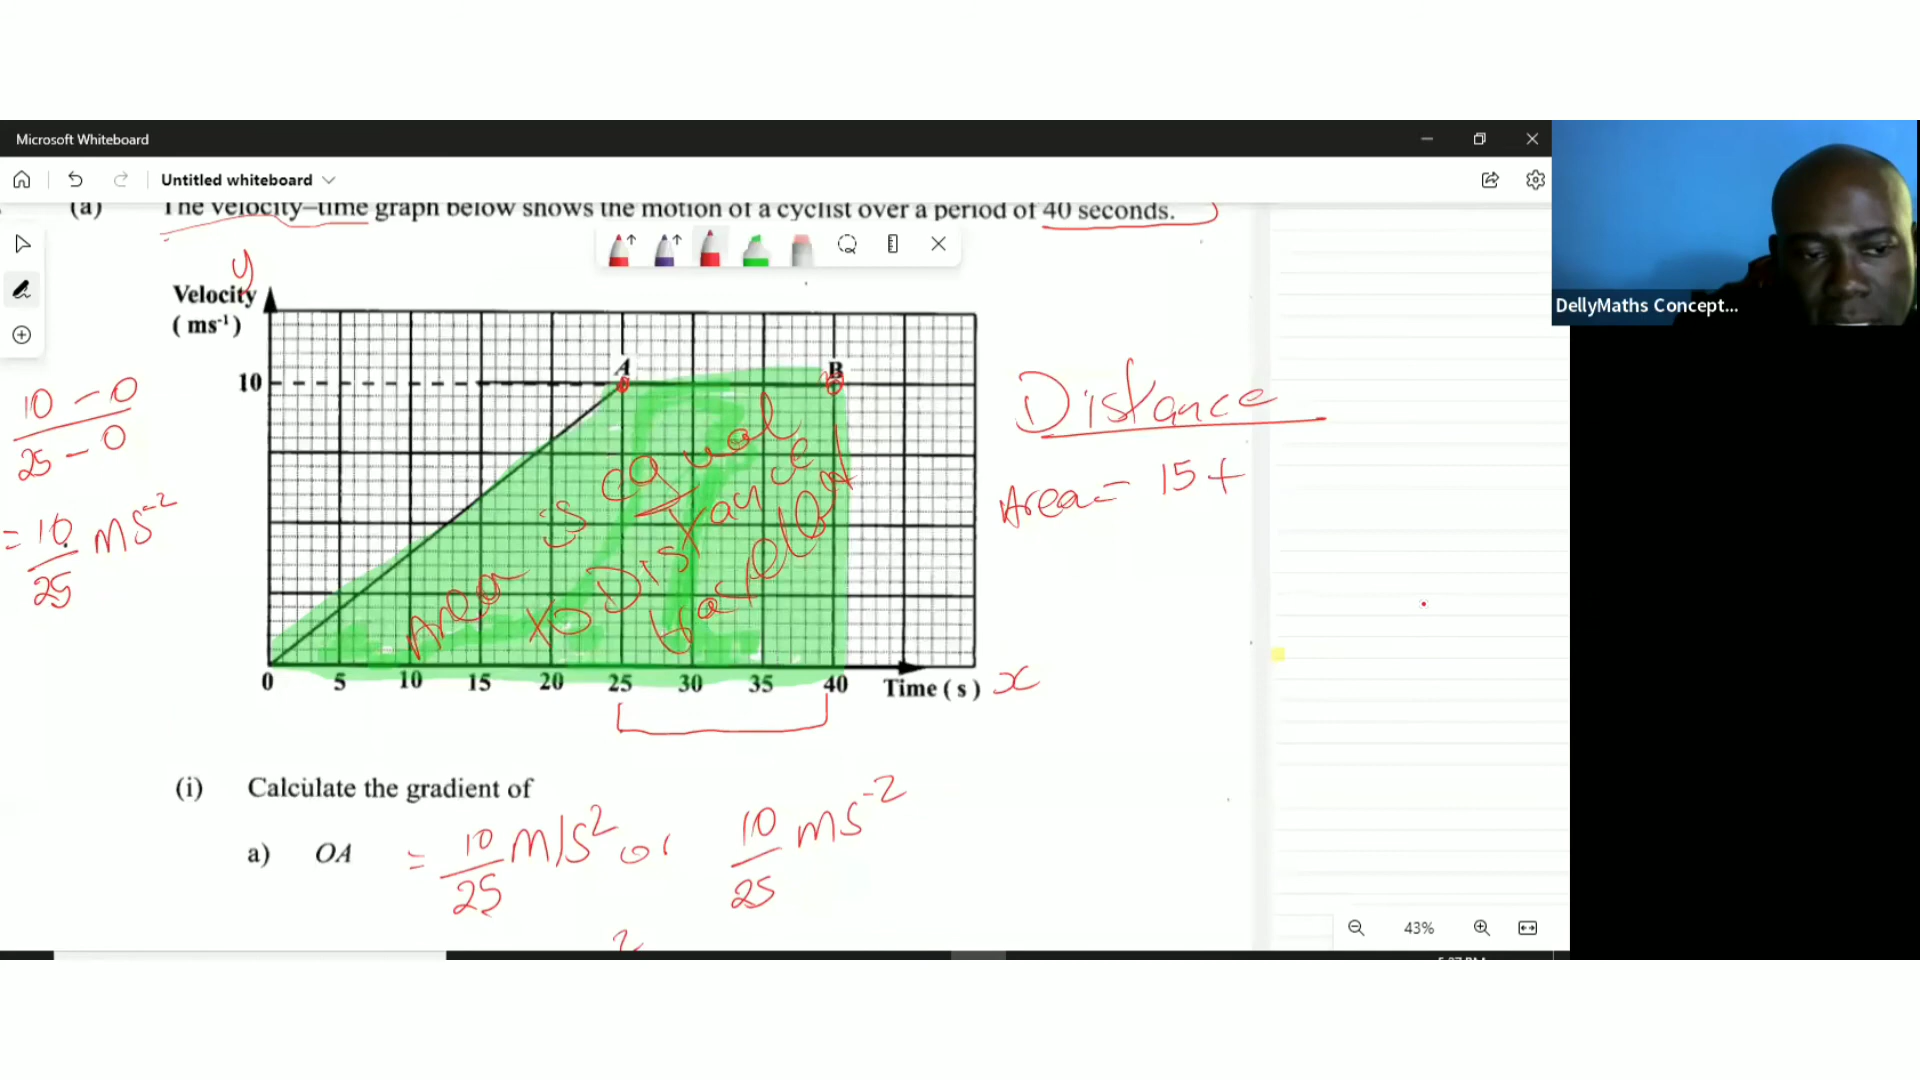 Microsoft Whiteboard
Untitled whiteboard
(a) The velocity–time graph below shows the motion of a cyclist over a period of 40 seconds.
DellyMaths Concept...
y
Velocity
( ms⁻¹ )
10
A
B
10 - 0
25 - 0
= 10/25 ms⁻²
Area is equal
to Distance
travelled
Distance
Area = 15 +
0 5 10 15 20 25 30 35 40 Time ( s ) x
(i) Calculate the gradient of
a) OA = 10/25 m/s² or 10/25 ms⁻²
2
43%